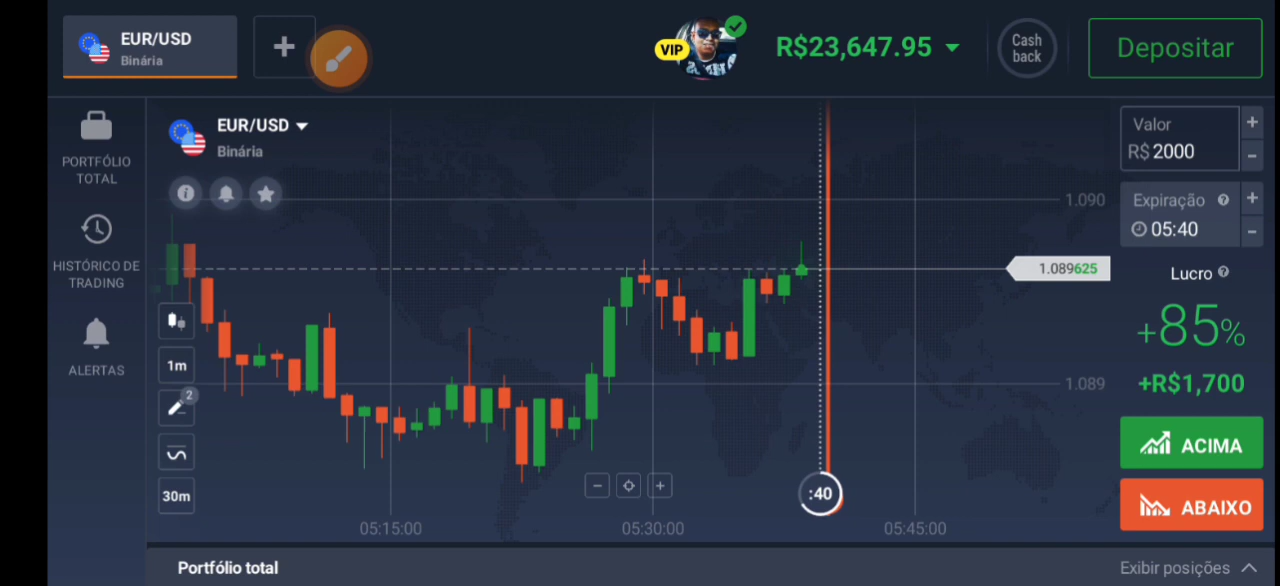 EUR/USD
Binária
+
VIP
R$23,647.95
Cash
back
Depositar
PORTFÓLIO
TOTAL
HISTÓRICO DE
TRADING
ALERTAS
EUR/USD
Binária
1m
2
30m
1.090
1.089625
1.089
:40
05:15:00
05:30:00
05:45:00
Valor
R$ 2000
+
-
Expiração ?
05:40
+
-
Lucro ?
+85%
+R$1,700
ACIMA
ABAIXO
Portfólio total
Exibir posições